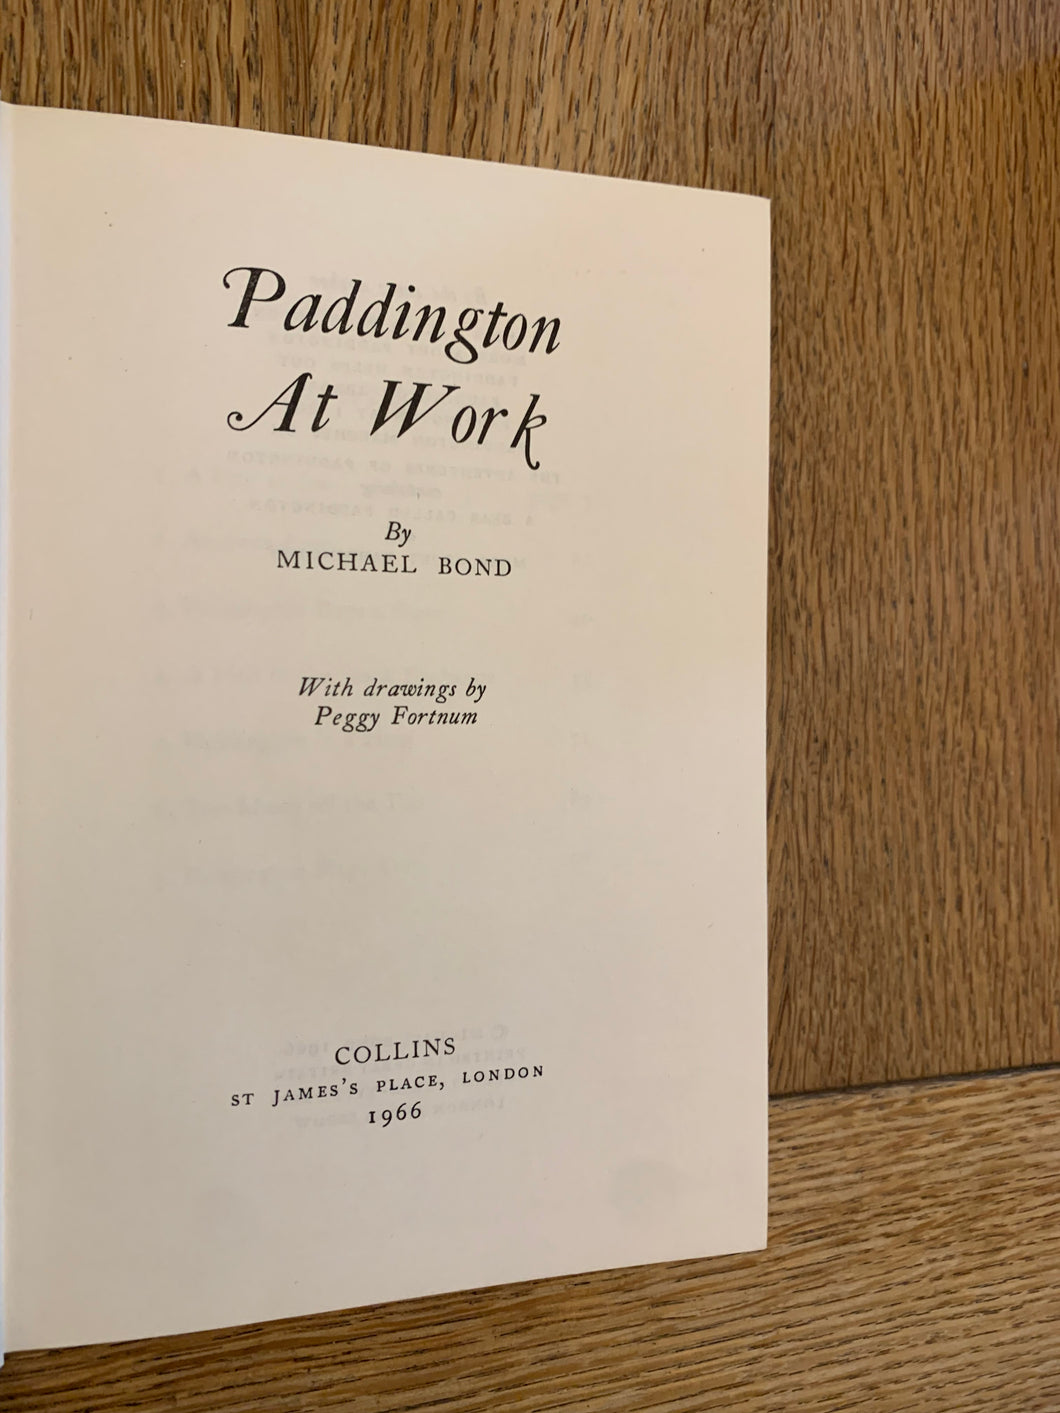 Paddington
At Work
By
MICHAEL BOND
With drawings by
Peggy Fortnum
COLLINS
ST JAMES'S PLACE, LONDON
1966